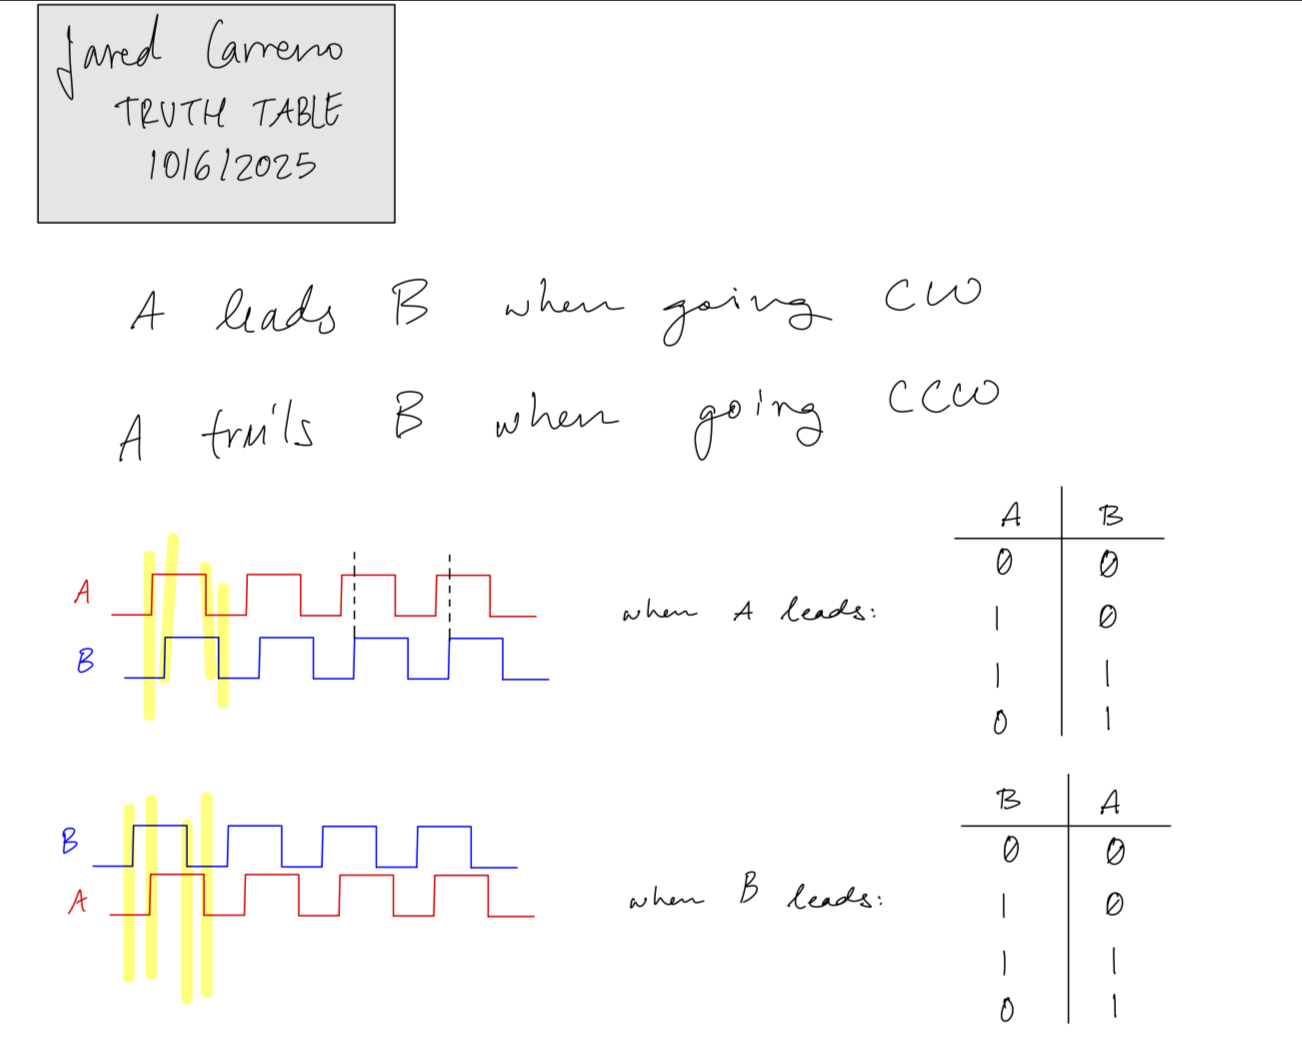 Jared Carreno
TRUTH TABLE
10/6/2025
A leads B when going CW
A trails B when going CCW
A
B
when A leads:
A B
0 0
1 0
1 1
0 1
B
A
when B leads:
B A
0 0
1 0
1 1
0 1